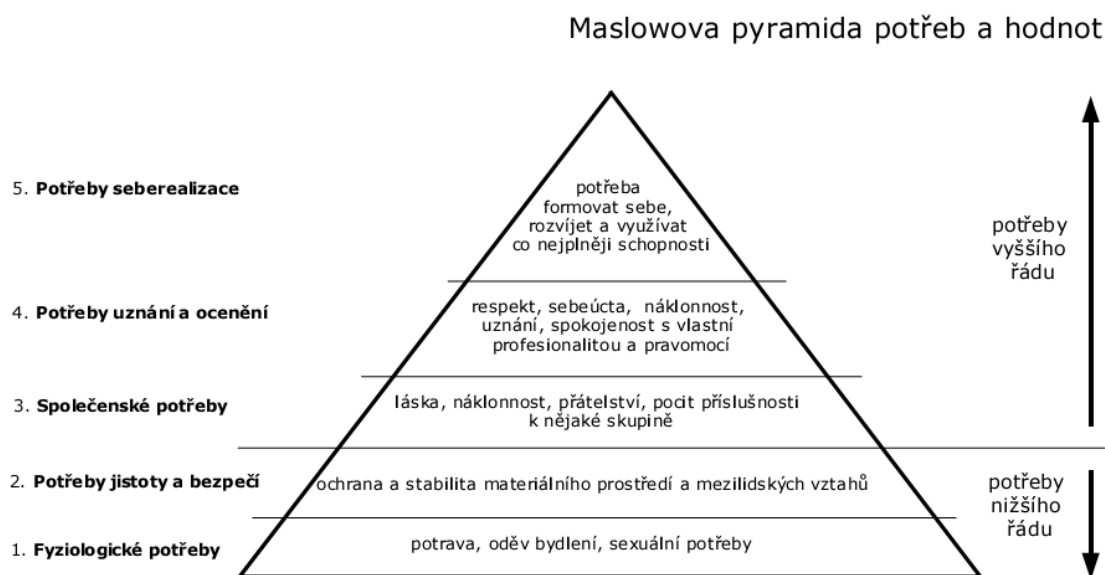 Maslowova pyramida potřeb a hodnot
5. Potřeby seberealizace
potřeba
formovat sebe,
rozvíjet a využívat
co nejplněji schopnosti
potřeby
vyššího
řádu
4. Potřeby uznání a ocenění
respekt, sebeúcta, náklonnost,
uznání, spokojenost s vlastní
profesionalitou a pravomocí
3. Společenské potřeby
láska, náklonnost, přátelství, pocit příslušnosti
k nějaké skupině
2. Potřeby jistoty a bezpečí
ochrana a stabilita materiálního prostředí a mezilidských vztahů
potřeby
nižšího
řádu
1. Fyziologické potřeby
potrava, oděv bydlení, sexuální potřeby